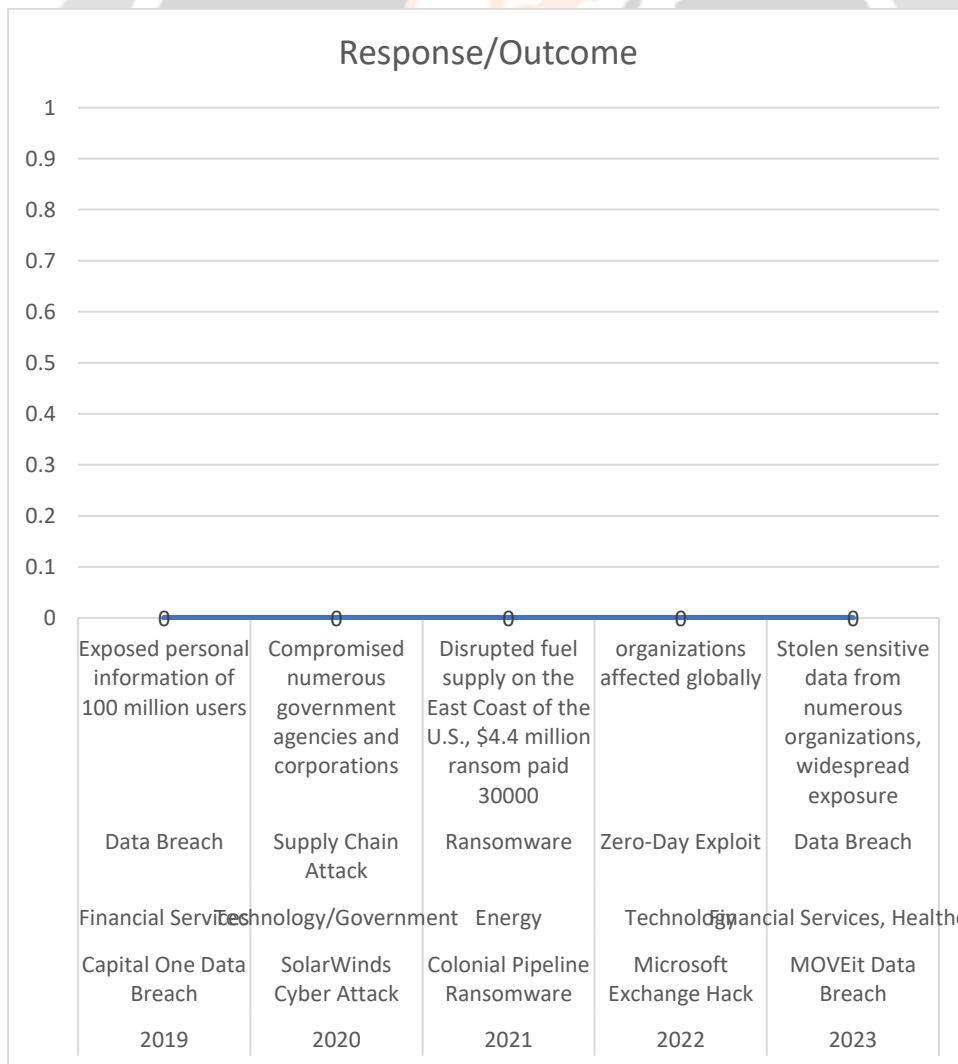 Response/Outcome
1
0.9
0.8
0.7
0.6
0.5
0.4
0.3
0.2
0.1
0
0 0 0 0 0
Exposed personal
information of
100 million users
Compromised
numerous
government
agencies and
corporations
Disrupted fuel
supply on the
East Coast of the
U.S., $4.4 million
ransom paid
30000
organizations
affected globally
Stolen sensitive
data from
numerous
organizations,
widespread
exposure
Data Breach
Supply Chain
Attack
Ransomware
Zero-Day Exploit
Data Breach
Financial Services
Technology/Government
Energy
Technology
Financial Services, Healthc
Capital One Data
Breach
SolarWinds
Cyber Attack
Colonial Pipeline
Ransomware
Microsoft
Exchange Hack
MOVEit Data
Breach
2019
2020
2021
2022
2023